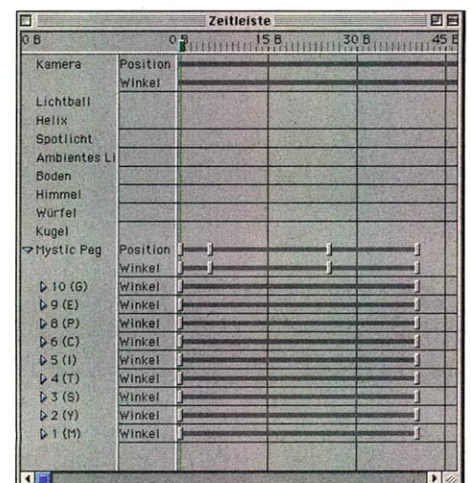 Zeitleiste
0 B 0 B 15 B 30 B 45 B
Kamera Position
Winkel
Lichtball
Helix
Spotlicht
Ambientes Li
Boden
Himmel
Würfel
Kugel
Mystic Peg Position
Winkel
10 (G) Winkel
9 (E) Winkel
8 (P) Winkel
6 (C) Winkel
5 (I) Winkel
4 (T) Winkel
3 (S) Winkel
2 (Y) Winkel
1 (M) Winkel